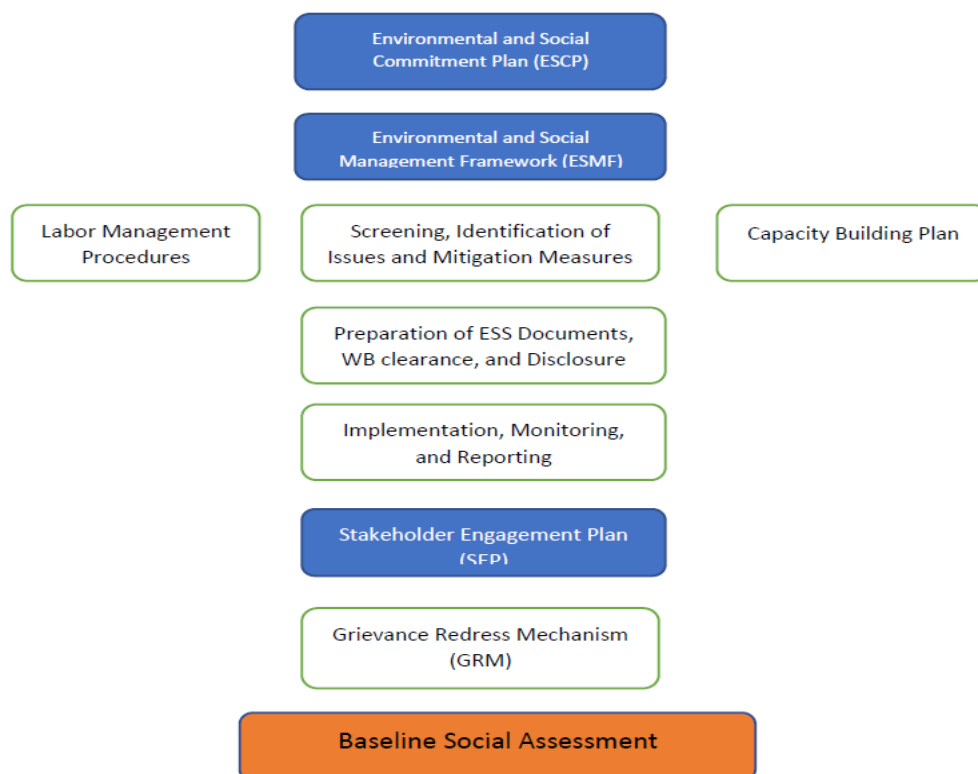 Environmental and Social
Commitment Plan (ESCP)
Environmental and Social
Management Framework (ESMF)
Labor Management
Procedures
Screening, Identification of
Issues and Mitigation Measures
Capacity Building Plan
Preparation of ESS Documents,
WB clearance, and Disclosure
Implementation, Monitoring,
and Reporting
Stakeholder Engagement Plan
(SEP)
Grievance Redress Mechanism
(GRM)
Baseline Social Assessment